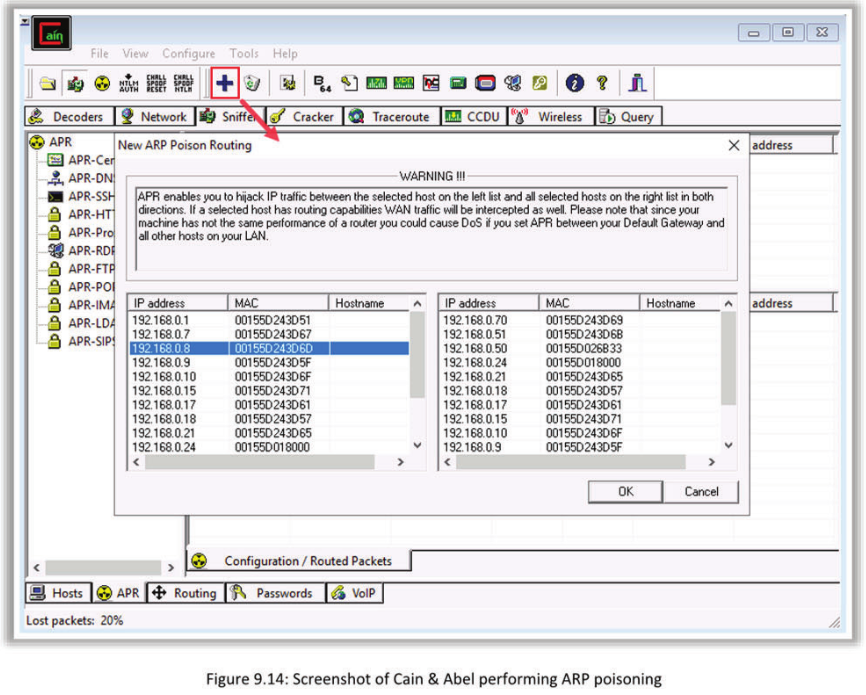 aın
File View Configure Tools Help
NTLM AUTH CHALL SPOOF RESET CHALL SPOOF NTLM B64
Decoders Network Sniffer Cracker Traceroute CCDU Wireless Query
APR
APR-Cer
APR-DN
APR-SSH
APR-HT
APR-Pro
APR-RDP
APR-FTP
APR-PO
APR-IMA
APR-LDA
APR-SIPS
address
address
New ARP Poison Routing
WARNING !!!
APR enables you to hijack IP traffic between the selected host on the left list and all selected hosts on the right list in both
directions. If a selected host has routing capabilities WAN traffic will be intercepted as well. Please note that since your
machine has not the same performance of a router you could cause DoS if you set APR between your Default Gateway and
all other hosts on your LAN.
IP address MAC Hostname
192.168.0.1 00155D243D51
192.168.0.7 00155D243D67
192.168.0.8 00155D243D6D
192.168.0.9 00155D243D5F
192.168.0.10 00155D243D6F
192.168.0.15 00155D243D71
192.168.0.17 00155D243D61
192.168.0.18 00155D243D57
192.168.0.21 00155D243D65
192.168.0.24 00155D018000
IP address MAC Hostname
192.168.0.70 00155D243D69
192.168.0.51 00155D243D6B
192.168.0.50 00155D026B33
192.168.0.24 00155D018000
192.168.0.21 00155D243D65
192.168.0.18 00155D243D57
192.168.0.17 00155D243D61
192.168.0.15 00155D243D71
192.168.0.10 00155D243D6F
192.168.0.9 00155D243D5F
OK Cancel
Configuration / Routed Packets
Hosts APR Routing Passwords VoIP
Lost packets: 20%
Figure 9.14: Screenshot of Cain & Abel performing ARP poisoning